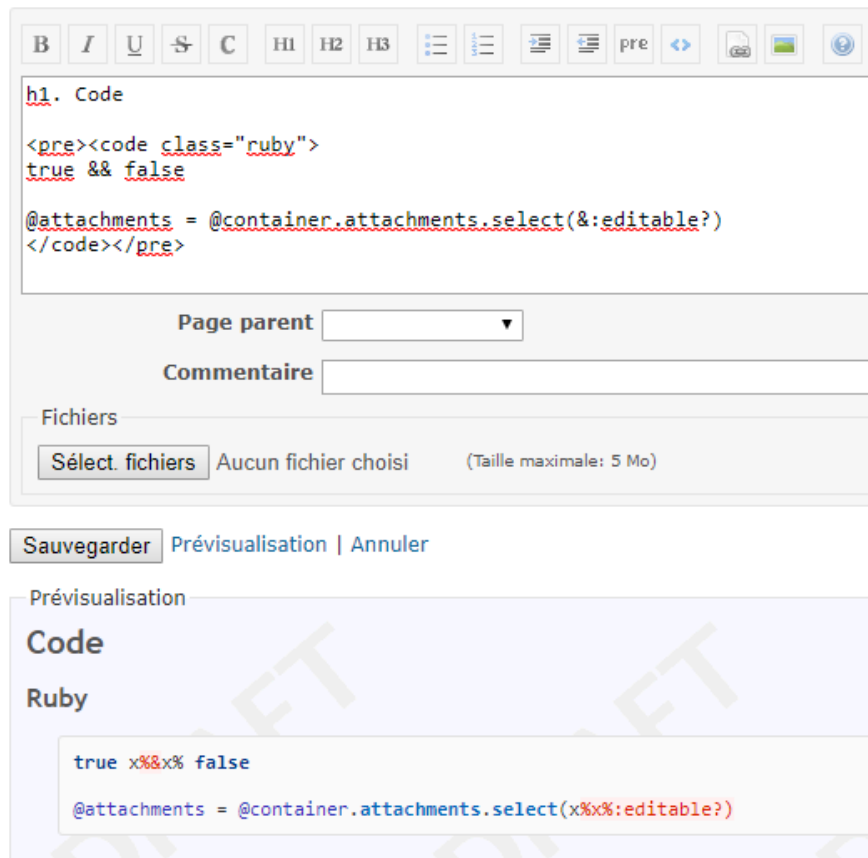 B I U S C H1 H2 H3 pre <>
h1. Code
<pre><code class="ruby">
true && false
@attachments = @container.attachments.select(&:editable?)
</code></pre>
Page parent
Commentaire
Fichiers
Sélect. fichiers Aucun fichier choisi (Taille maximale: 5 Mo)
Sauvegarder Prévisualisation | Annuler
Prévisualisation
Code
Ruby
true x%&x% false
@attachments = @container.attachments.select(x%x%:editable?)